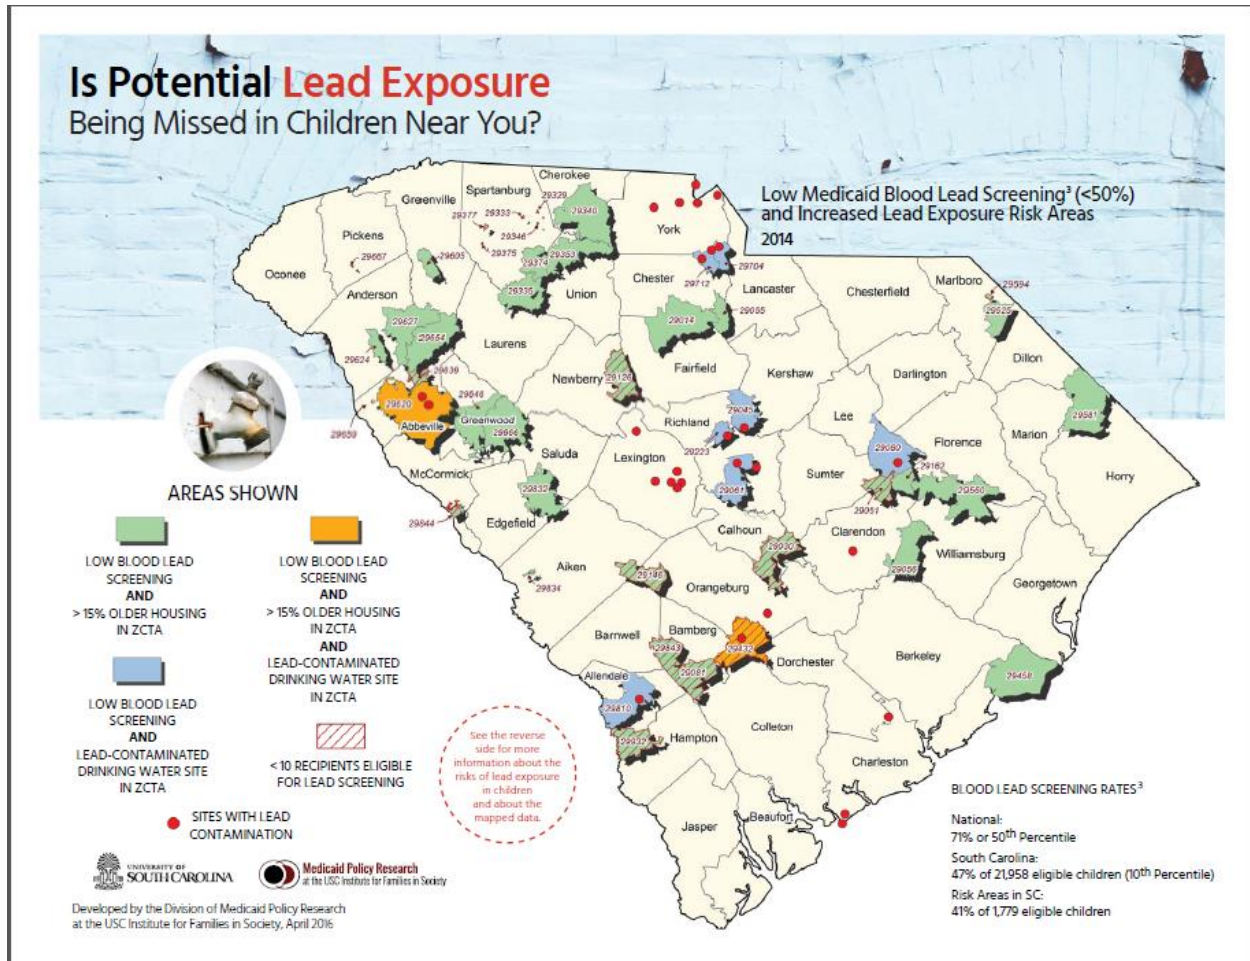 Is Potential Lead Exposure
Being Missed in Children Near You?
Low Medicaid Blood Lead Screening³ (<50%)
and Increased Lead Exposure Risk Areas
2014
Cherokee
Spartanburg
29329
Greenville
29377
29333
29340
York
29346
Pickens
29375
29353
29667
29605
29374
Oconee
Chester
29704
Marlboro
29594
Anderson
29335
Union
29712
Lancaster
Chesterfield
29525
29627
29014
29055
29654
Laurens
Dillon
29624
Fairfield
Kershaw
Darlington
29639
Newberry
29126
29620
29646
Lee
29581
Abbeville
Greenwood
Richland
29045
Marion
29666
29659
29223
Florence
Saluda
Lexington
29080
Horry
McCormick
29162
29061
Sumter
29832
29560
29051
29844
Edgefield
Calhoun
Clarendon
29030
Williamsburg
Aiken
29056
29146
Georgetown
29834
Orangeburg
Barnwell
Bamberg
29843
29432
Dorchester
Berkeley
Allendale
29081
29458
29810
Colleton
29932
Hampton
Charleston
Jasper
Beaufort
AREAS SHOWN
LOW BLOOD LEAD
SCREENING
AND
> 15% OLDER HOUSING
IN ZCTA
LOW BLOOD LEAD
SCREENING
AND
> 15% OLDER HOUSING
IN ZCTA
AND
LEAD-CONTAMINATED
DRINKING WATER SITE
IN ZCTA
LOW BLOOD LEAD
SCREENING
AND
LEAD-CONTAMINATED
DRINKING WATER SITE
IN ZCTA
< 10 RECIPIENTS ELIGIBLE
FOR LEAD SCREENING
SITES WITH LEAD
CONTAMINATION
See the reverse
side for more
information about the
risks of lead exposure
in children
and about the
mapped data.
BLOOD LEAD SCREENING RATES³
National:
71% or 50th Percentile
South Carolina:
47% of 21,958 eligible children (10th Percentile)
Risk Areas in SC:
41% of 1,779 eligible children
UNIVERSITY OF
SOUTH CAROLINA
Medicaid Policy Research
at the USC Institute for Families in Society
Developed by the Division of Medicaid Policy Research
at the USC Institute for Families in Society, April 2016